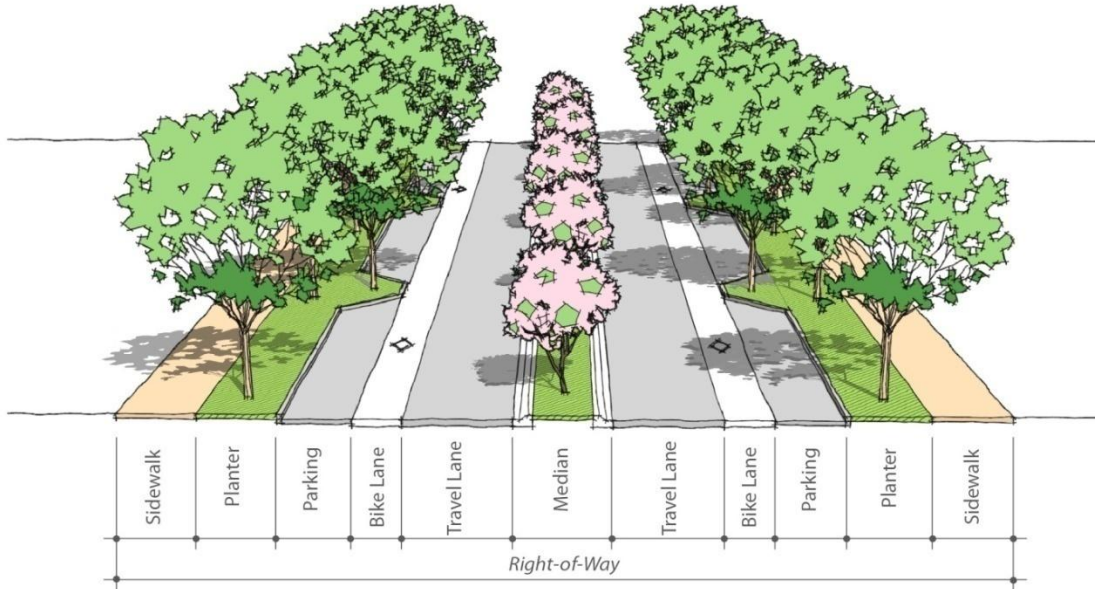 Sidewalk
Planter
Parking
Bike Lane
Travel Lane
Median
Travel Lane
Bike Lane
Parking
Planter
Sidewalk
Right-of-Way